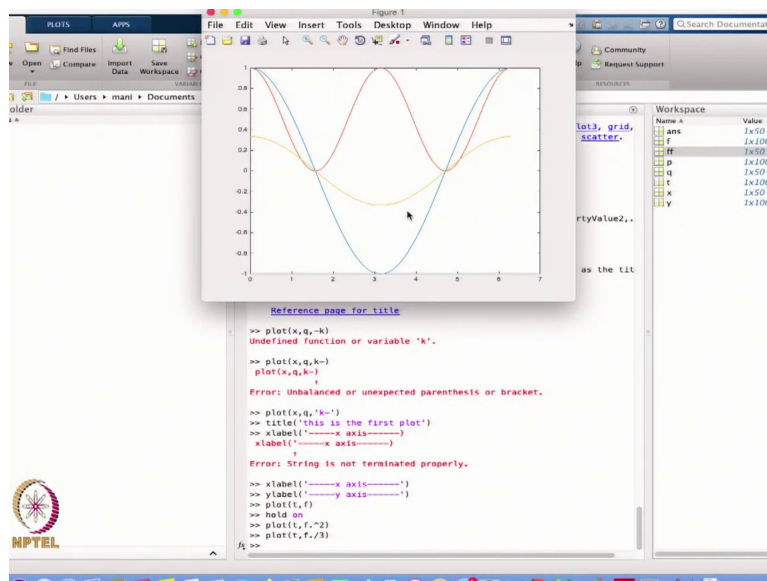 Figure 1
PLOTS APPS
File Edit View Insert Tools Desktop Window Help
Search Documentat
Open
Find Files
Compare
Import Data
Save Workspace
Community
Request Support
FILE
RESOURCES
/ ▸ Users ▸ mani ▸ Documents
older
1
0.8
0.6
0.4
0.2
0
-0.2
-0.4
-0.6
-0.8
-1
0 1 2 3 4 5 6 7
lot3, grid,
scatter.
rtyValue2,.
as the tit
Workspace
Name Value
ans 1x50
f 1x100
ff 1x50
p 1x100
q 1x50
t 1x100
x 1x50
y 1x100
Reference page for title
>> plot(x,q,-k)
Undefined function or variable 'k'.
>> plot(x,q,k-)
plot(x,q,k-)
↑
Error: Unbalanced or unexpected parenthesis or bracket.
>> plot(x,q,'k-')
>> title('this is the first plot')
>> xlabel('-----x axis------)
xlabel('-----x axis------)
↑
Error: String is not terminated properly.
>> xlabel('-----x axis------')
>> ylabel('-----y axis------')
>> plot(t,f)
>> hold on
>> plot(t,f.^2)
>> plot(t,f./3)
fx >>
NPTEL